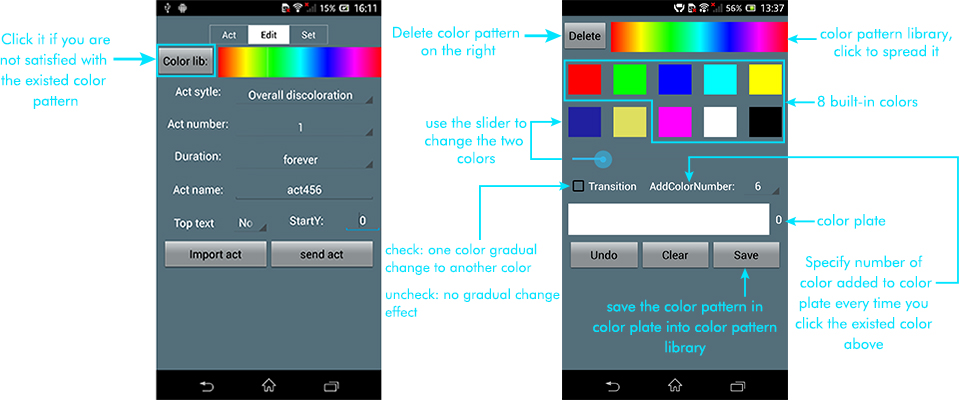 15% 16:11
Act Edit Set
Click it if you are
not satisfied with
the existed color
pattern
Color lib:
Act sytle: Overall discoloration
Act number: 1
Duration: forever
Act name: act456
Top text No StartY: 0
Import act send act
56% 13:37
Delete color pattern
on the right
Delete
color pattern library,
click to spread it
8 built-in colors
use the slider to
change the two
colors
Transition AddColorNumber: 6
0
color plate
check: one color gradual
change to another color
uncheck: no gradual change
effect
Undo Clear Save
save the color pattern in
color plate into color pattern
library
Specify number of
color added to color
plate every time you
click the existed color
above